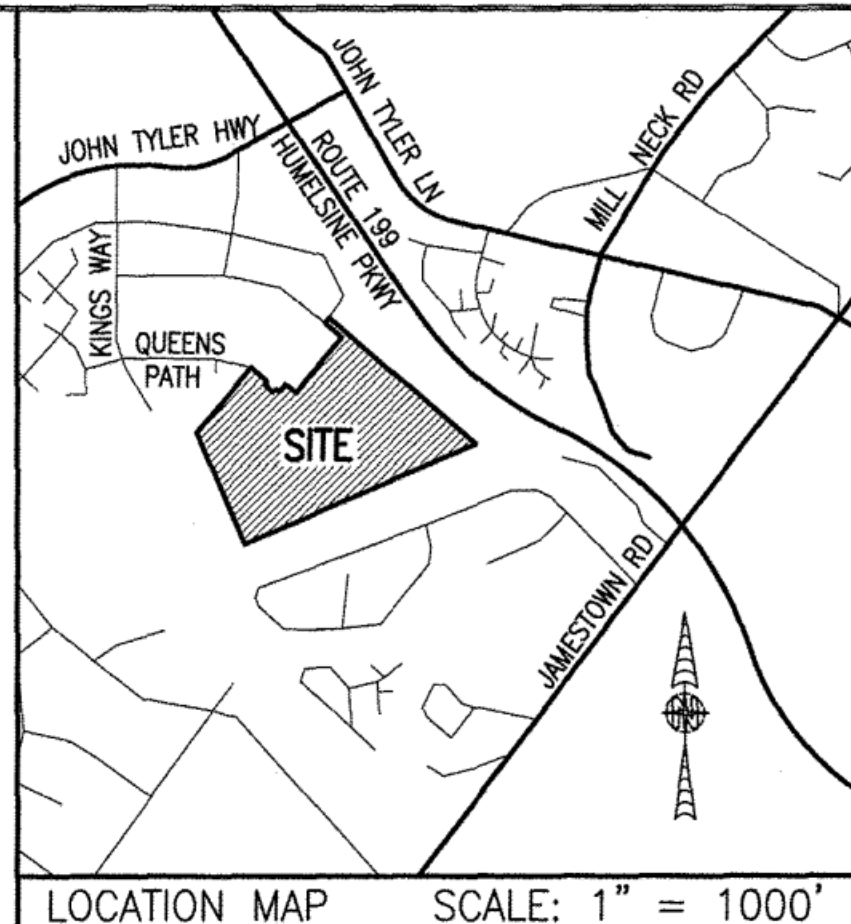 JOHN TYLER HWY
JOHN TYLER LN
ROUTE 199
HUMELSINE PKWY
MILL NECK RD
KINGS WAY
QUEENS
PATH
SITE
JAMESTOWN RD
LOCATION MAP SCALE: 1" = 1000'